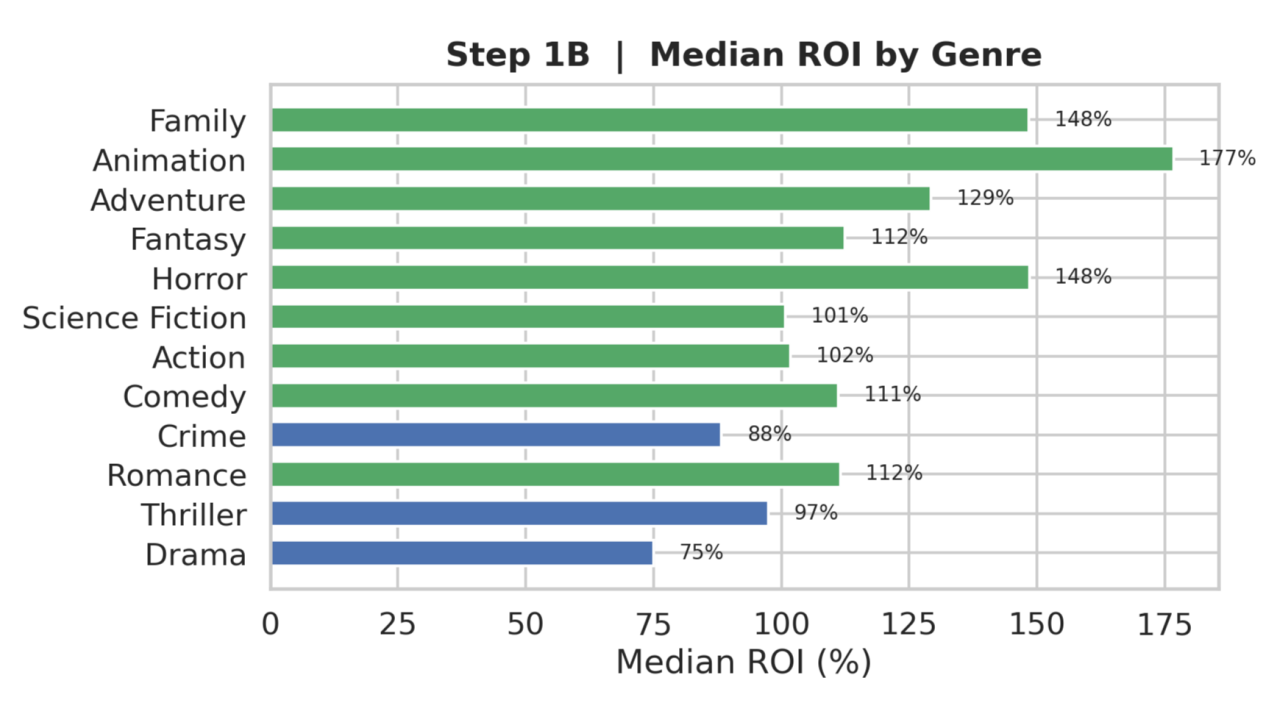 Step 1B | Median ROI by Genre
Family 148%
Animation 177%
Adventure 129%
Fantasy 112%
Horror 148%
Science Fiction 101%
Action 102%
Comedy 111%
Crime 88%
Romance 112%
Thriller 97%
Drama 75%
0 25 50 75 100 125 150 175
Median ROI (%)